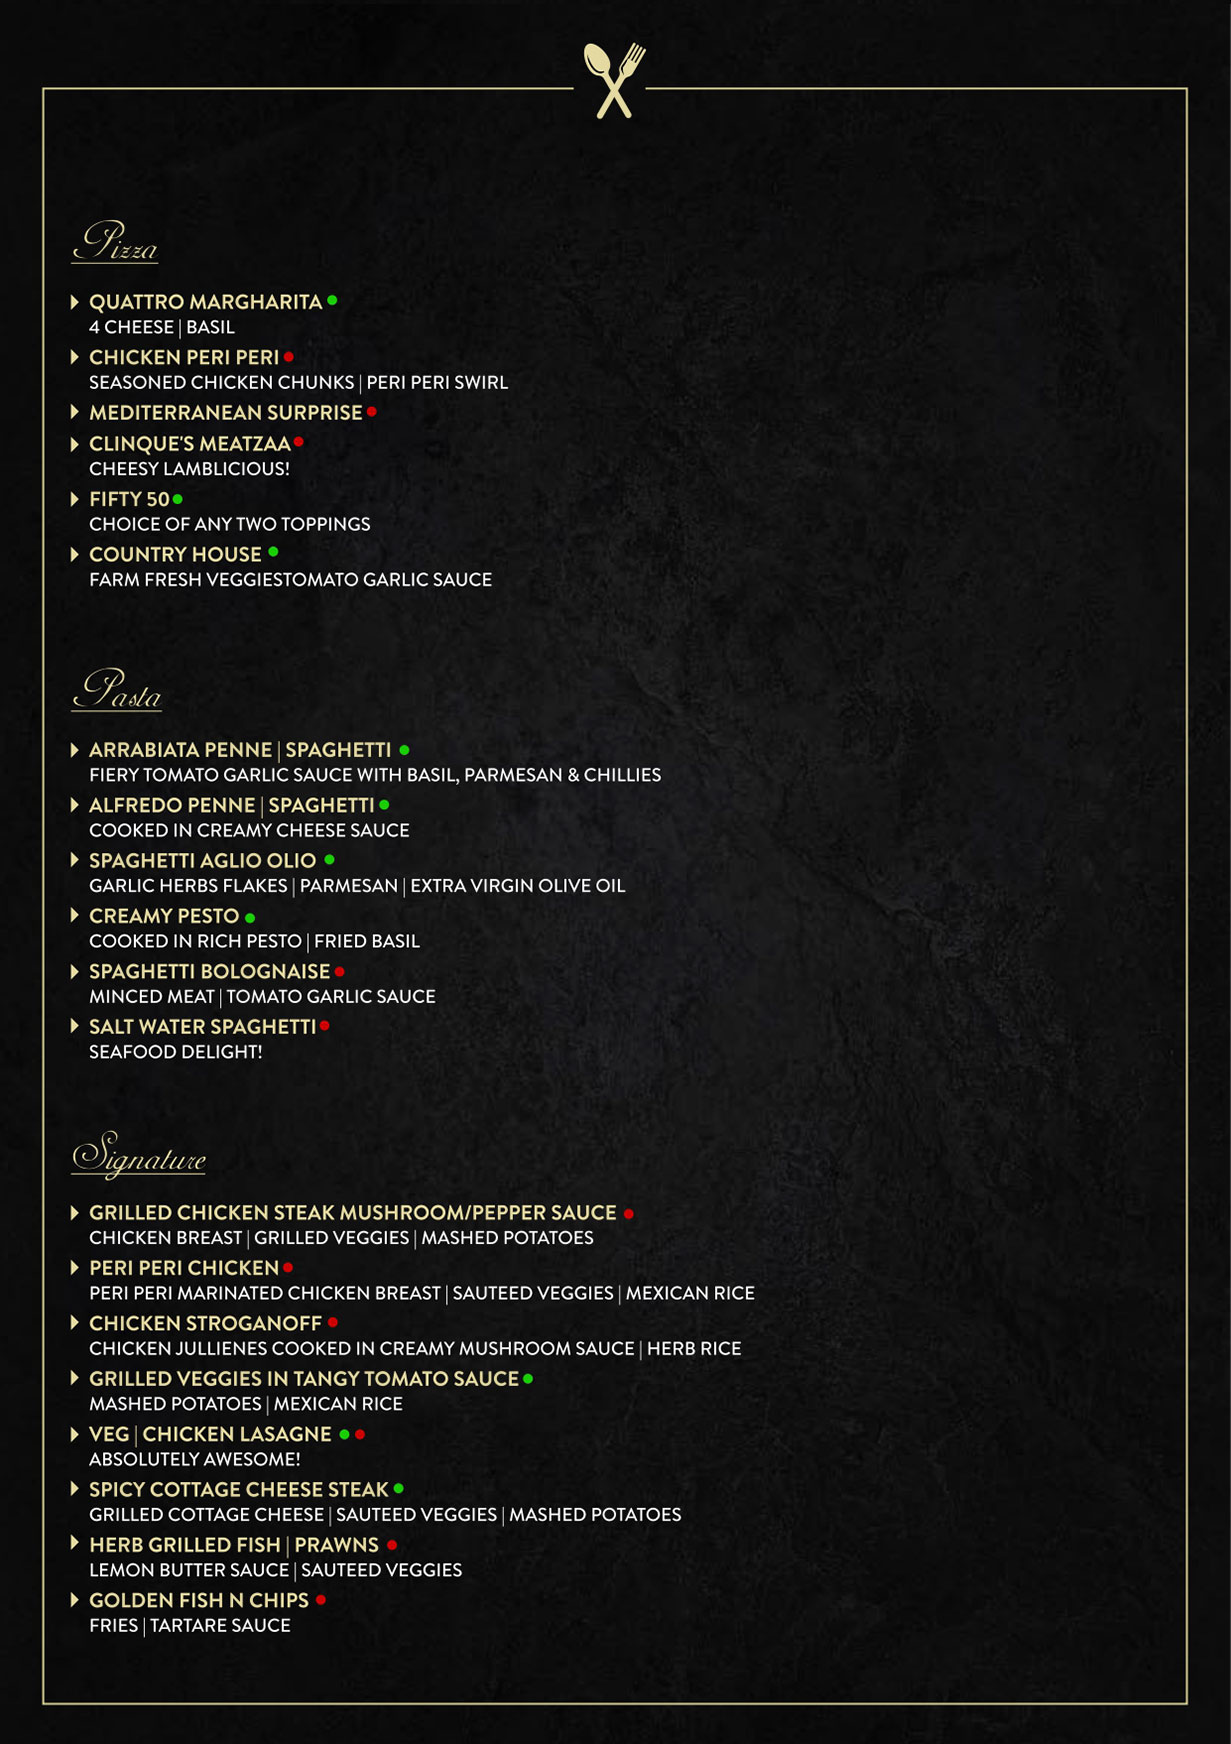 Pizza
QUATTRO MARGHARITA
4 CHEESE | BASIL
CHICKEN PERI PERI
SEASONED CHICKEN CHUNKS | PERI PERI SWIRL
MEDITERRANEAN SURPRISE
CLINQUE'S MEATZAA
CHEESY LAMBLICIOUS!
FIFTY 50
CHOICE OF ANY TWO TOPPINGS
COUNTRY HOUSE
FARM FRESH VEGGIESTOMATO GARLIC SAUCE
Pasta
ARRABIATA PENNE | SPAGHETTI
FIERY TOMATO GARLIC SAUCE WITH BASIL, PARMESAN & CHILLIES
ALFREDO PENNE | SPAGHETTI
COOKED IN CREAMY CHEESE SAUCE
SPAGHETTI AGLIO OLIO
GARLIC HERBS FLAKES | PARMESAN | EXTRA VIRGIN OLIVE OIL
CREAMY PESTO
COOKED IN RICH PESTO | FRIED BASIL
SPAGHETTI BOLOGNAISE
MINCED MEAT | TOMATO GARLIC SAUCE
SALT WATER SPAGHETTI
SEAFOOD DELIGHT!
Signature
GRILLED CHICKEN STEAK MUSHROOM/PEPPER SAUCE
CHICKEN BREAST | GRILLED VEGGIES | MASHED POTATOES
PERI PERI CHICKEN
PERI PERI MARINATED CHICKEN BREAST | SAUTEED VEGGIES | MEXICAN RICE
CHICKEN STROGANOFF
CHICKEN JULLIENES COOKED IN CREAMY MUSHROOM SAUCE | HERB RICE
GRILLED VEGGIES IN TANGY TOMATO SAUCE
MASHED POTATOES | MEXICAN RICE
VEG | CHICKEN LASAGNE
ABSOLUTELY AWESOME!
SPICY COTTAGE CHEESE STEAK
GRILLED COTTAGE CHEESE | SAUTEED VEGGIES | MASHED POTATOES
HERB GRILLED FISH | PRAWNS
LEMON BUTTER SAUCE | SAUTEED VEGGIES
GOLDEN FISH N CHIPS
FRIES | TARTARE SAUCE